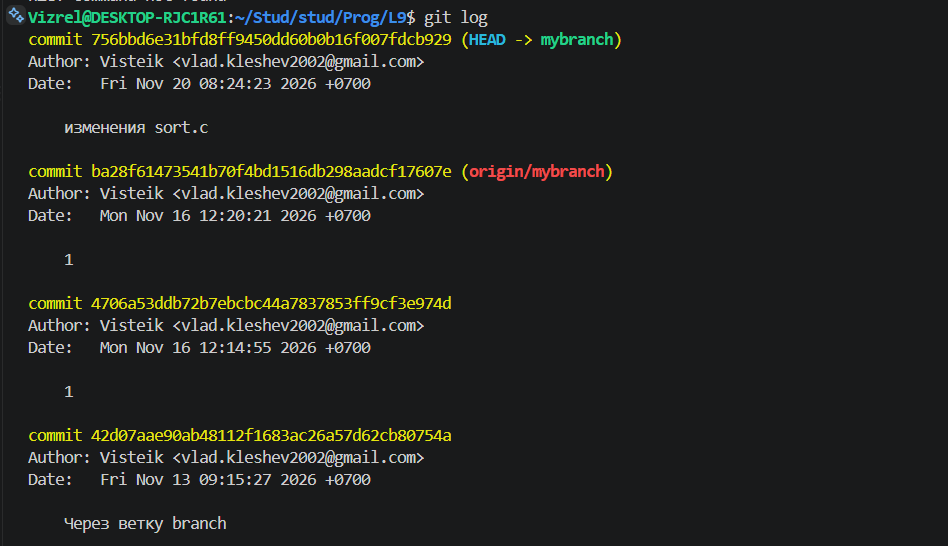 Vizrel@DESKTOP-RJC1R61:~/Stud/stud/Prog/L9$ git log
commit 756bbd6e31bfd8ff9450dd60b0b16f007fdcb929 (HEAD -> mybranch)
Author: Visteik <vlad.kleshev2002@gmail.com>
Date:   Fri Nov 20 08:24:23 2026 +0700
изменения sort.c
commit ba28f61473541b70f4bd1516db298aadcf17607e (origin/mybranch)
Author: Visteik <vlad.kleshev2002@gmail.com>
Date:   Mon Nov 16 12:20:21 2026 +0700
1
commit 4706a53ddb72b7ebcbc44a7837853ff9cf3e974d
Author: Visteik <vlad.kleshev2002@gmail.com>
Date:   Mon Nov 16 12:14:55 2026 +0700
1
commit 42d07aae90ab48112f1683ac26a57d62cb80754a
Author: Visteik <vlad.kleshev2002@gmail.com>
Date:   Fri Nov 13 09:15:27 2026 +0700
Через ветку branch